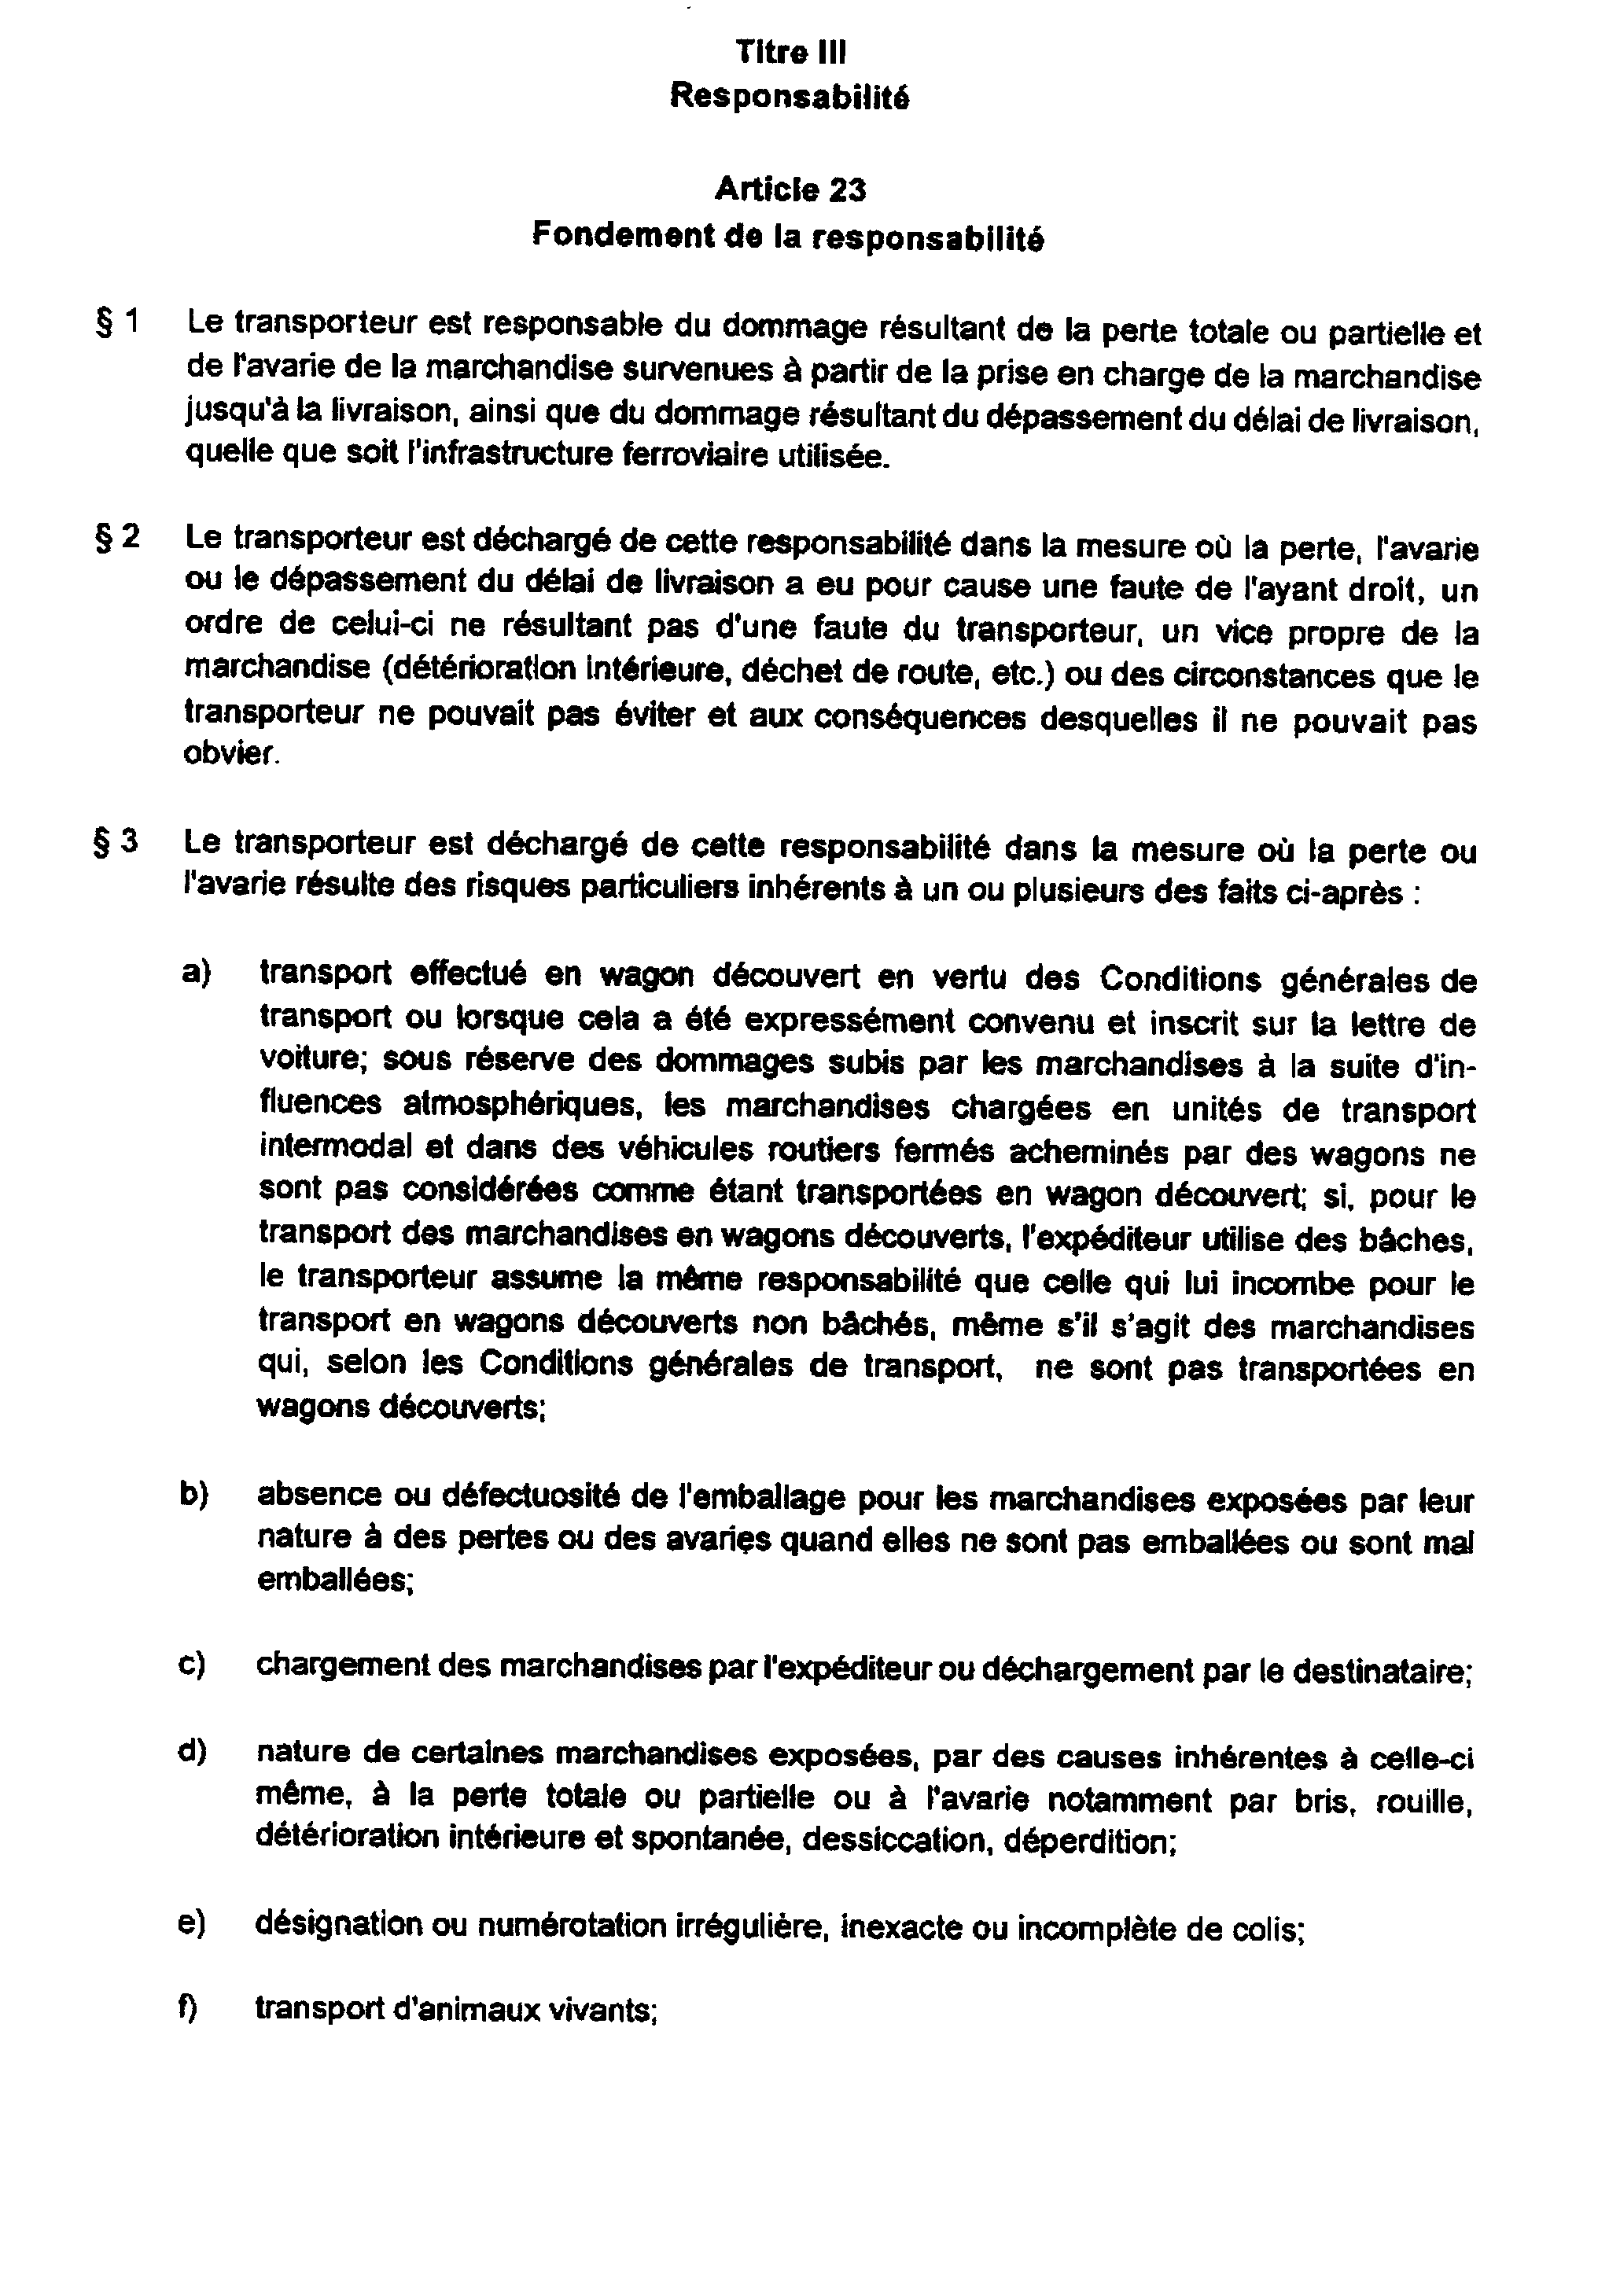 Titre III
Responsabilité
Article 23
Fondement de la responsabilité
§ 1 Le transporteur est responsable du dommage résultant de la perte totale ou partielle et
de l'avarie de la marchandise survenues à partir de la prise en charge de la marchandise
jusqu'à la livraison, ainsi que du dommage résultant du dépassement du délai de livraison,
quelle que soit l'infrastructure ferroviaire utilisée.
§ 2 Le transporteur est déchargé de cette responsabilité dans la mesure où la perte, l'avarie
ou le dépassement du délai de livraison a eu pour cause une faute de l'ayant droit, un
ordre de celui-ci ne résultant pas d'une faute du transporteur, un vice propre de la
marchandise (détérioration intérieure, déchet de route, etc.) ou des circonstances que le
transporteur ne pouvait pas éviter et aux conséquences desquelles il ne pouvait pas
obvier.
§ 3 Le transporteur est déchargé de cette responsabilité dans la mesure où la perte ou
l'avarie résulte des risques particuliers inhérents à un ou plusieurs des faits ci-après :
a) transport effectué en wagon découvert en vertu des Conditions générales de
transport ou lorsque cela a été expressément convenu et inscrit sur la lettre de
voiture; sous réserve des dommages subis par les marchandises à la suite d'in-
fluences atmosphériques, les marchandises chargées en unités de transport
intermodal et dans des véhicules routiers fermés acheminés par des wagons ne
sont pas considérées comme étant transportées en wagon découvert; si, pour le
transport des marchandises en wagons découverts, l'expéditeur utilise des bâches,
le transporteur assume la même responsabilité que celle qui lui incombe pour le
transport en wagons découverts non bâchés, même s'il s'agit des marchandises
qui, selon les Conditions générales de transport, ne sont pas transportées en
wagons découverts;
b) absence ou défectuosité de l'emballage pour les marchandises exposées par leur
nature à des pertes ou des avaries quand elles ne sont pas emballées ou sont mal
emballées;
c) chargement des marchandises par l'expéditeur ou déchargement par le destinataire;
d) nature de certaines marchandises exposées, par des causes inhérentes à celle-ci
même, à la perte totale ou partielle ou à l'avarie notamment par bris, rouille,
détérioration intérieure et spontanée, dessiccation, déperdition;
e) désignation ou numérotation irrégulière, inexacte ou incomplète de colis;
f) transport d'animaux vivants;